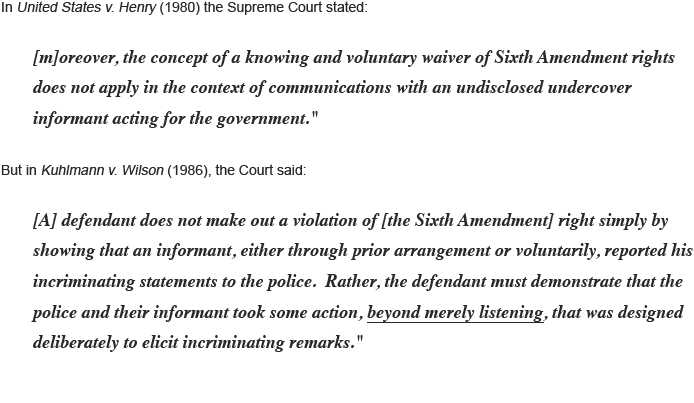 In United States v. Henry (1980) the Supreme Court stated:
[m]oreover, the concept of a knowing and voluntary waiver of Sixth Amendment rights
does not apply in the context of communications with an undisclosed undercover
informant acting for the government."
But in Kuhlmann v. Wilson (1986), the Court said:
[A] defendant does not make out a violation of [the Sixth Amendment] right simply by
showing that an informant, either through prior arrangement or voluntarily, reported his
incriminating statements to the police.  Rather, the defendant must demonstrate that the
police and their informant took some action, beyond merely listening, that was designed
deliberately to elicit incriminating remarks."